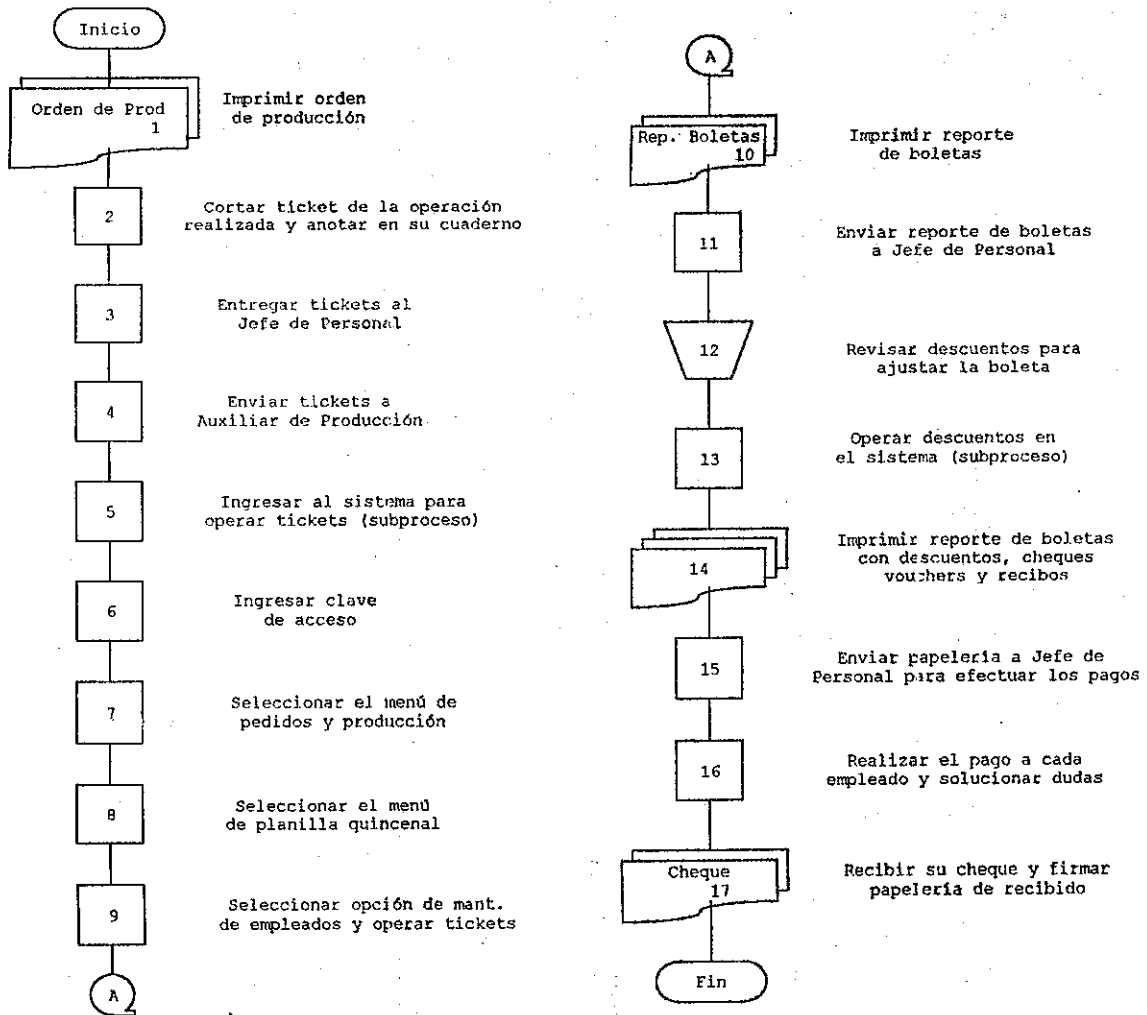 Inicio
Orden de Prod
1
Imprimir orden
de producción
2
Cortar ticket de la operación
realizada y anotar en su cuaderno
3
Entregar tickets al
Jefe de Personal
4
Enviar tickets a
Auxiliar de Producción
5
Ingresar al sistema para
operar tickets (subproceso)
6
Ingresar clave
de acceso
7
Seleccionar el menú de
pedidos y producción
8
Seleccionar el menú
de planilla quincenal
9
Seleccionar opción de mant.
de empleados y operar tickets
A
A
Rep. Boletas
10
Imprimir reporte
de boletas
11
Enviar reporte de boletas
a Jefe de Personal
12
Revisar descuentos para
ajustar la boleta
13
Operar descuentos en
el sistema (subproceso)
14
Imprimir reporte de boletas
con descuentos, cheques
vouchers y recibos
15
Enviar papelería a Jefe de
Personal para efectuar los pagos
16
Realizar el pago a cada
empleado y solucionar dudas
Cheque
17
Recibir su cheque y firmar
papelería de recibido
Fin